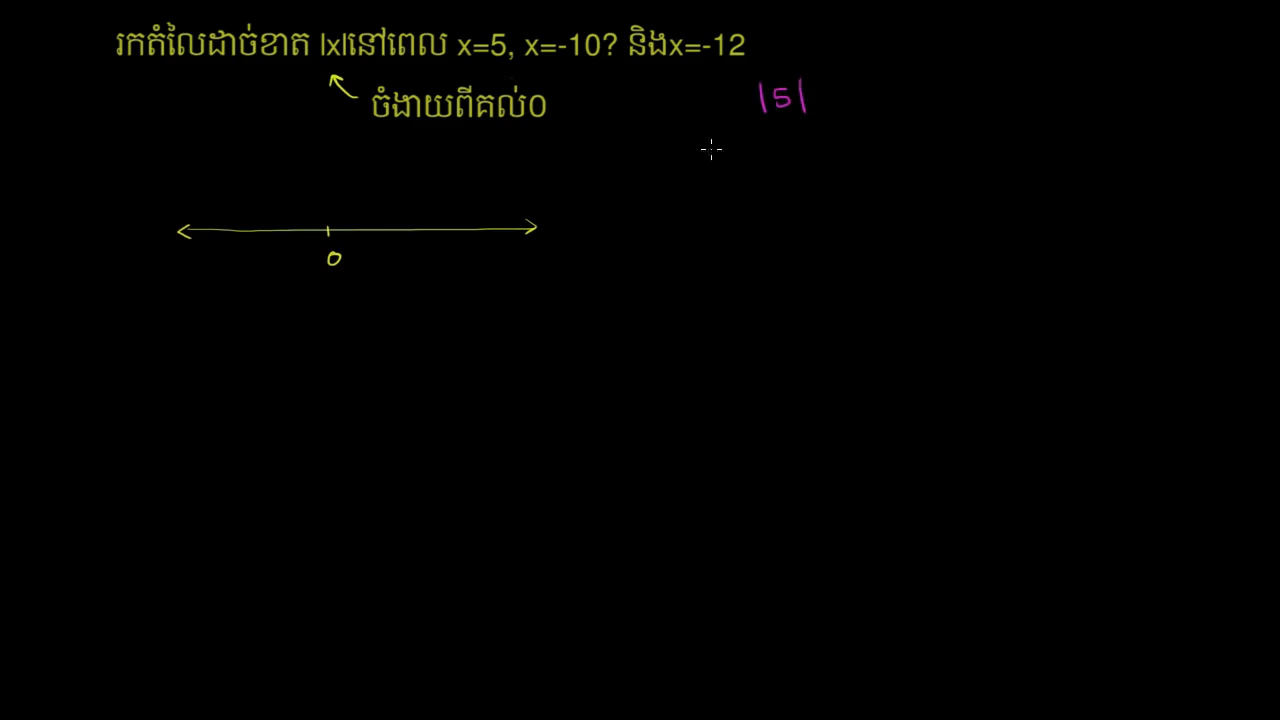 រកតំលៃដាច់ខាត |x|នៅពេល x=5, x=-10? និងx=-12
ចំងាយពីគល់០
|5|
0